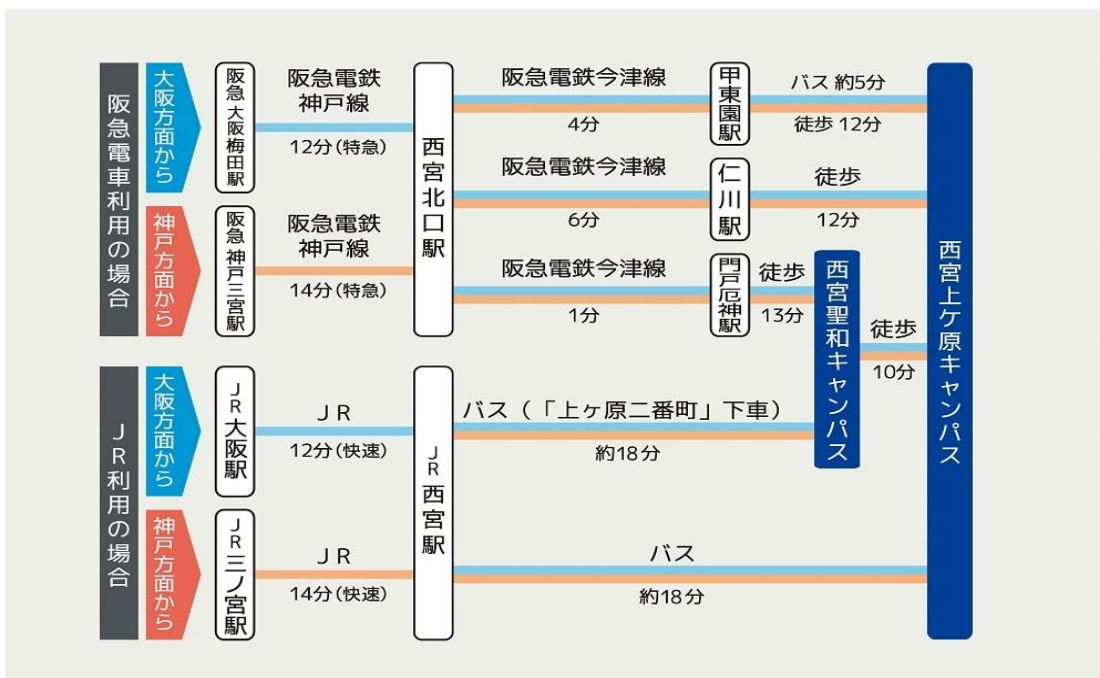 阪急電車利用の場合
大阪方面から
阪急 大阪梅田駅
阪急電鉄
神戸線
12分(特急)
神戸方面から
阪急 神戸三宮駅
阪急電鉄
神戸線
14分(特急)
西宮北口駅
阪急電鉄今津線
4分
甲東園駅
バス 約5分
徒歩 12分
阪急電鉄今津線
6分
仁川駅
徒歩
12分
阪急電鉄今津線
1分
門戸厄神駅
徒歩
13分
西宮聖和キャンパス
徒歩
10分
西宮上ケ原キャンパス
JR利用の場合
大阪方面から
JR大阪駅
JR
12分(快速)
神戸方面から
JR三ノ宮駅
JR
14分(快速)
JR西宮駅
バス(「上ヶ原二番町」下車)
約18分
バス
約18分